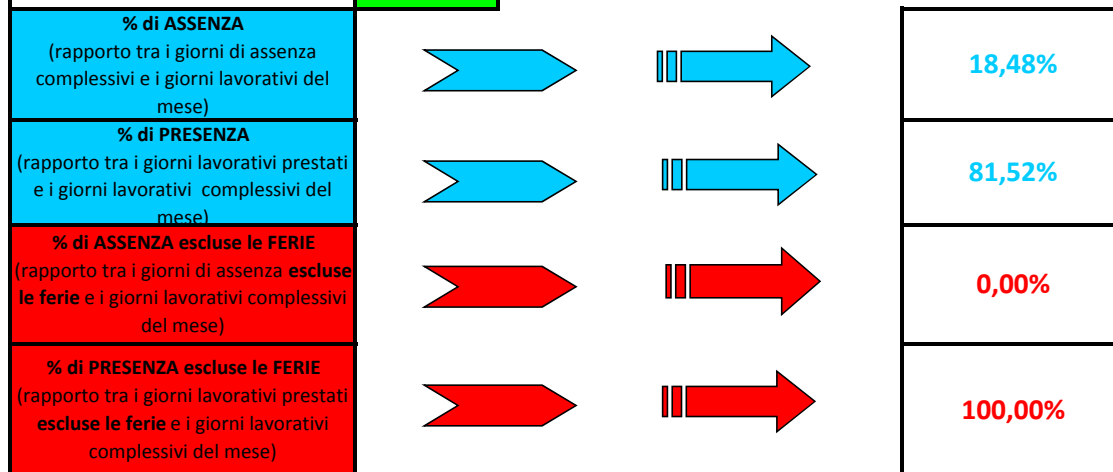 % di ASSENZA
(rapporto tra i giorni di assenza
complessivi e i giorni lavorativi del
mese)
18,48%
% di PRESENZA
(rapporto tra i giorni lavorativi prestati
e i giorni lavorativi complessivi del
mese)
81,52%
% di ASSENZA escluse le FERIE
(rapporto tra i giorni di assenza escluse
le ferie e i giorni lavorativi complessivi
del mese)
0,00%
% di PRESENZA escluse le FERIE
(rapporto tra i giorni lavorativi prestati
escluse le ferie e i giorni lavorativi
complessivi del mese)
100,00%